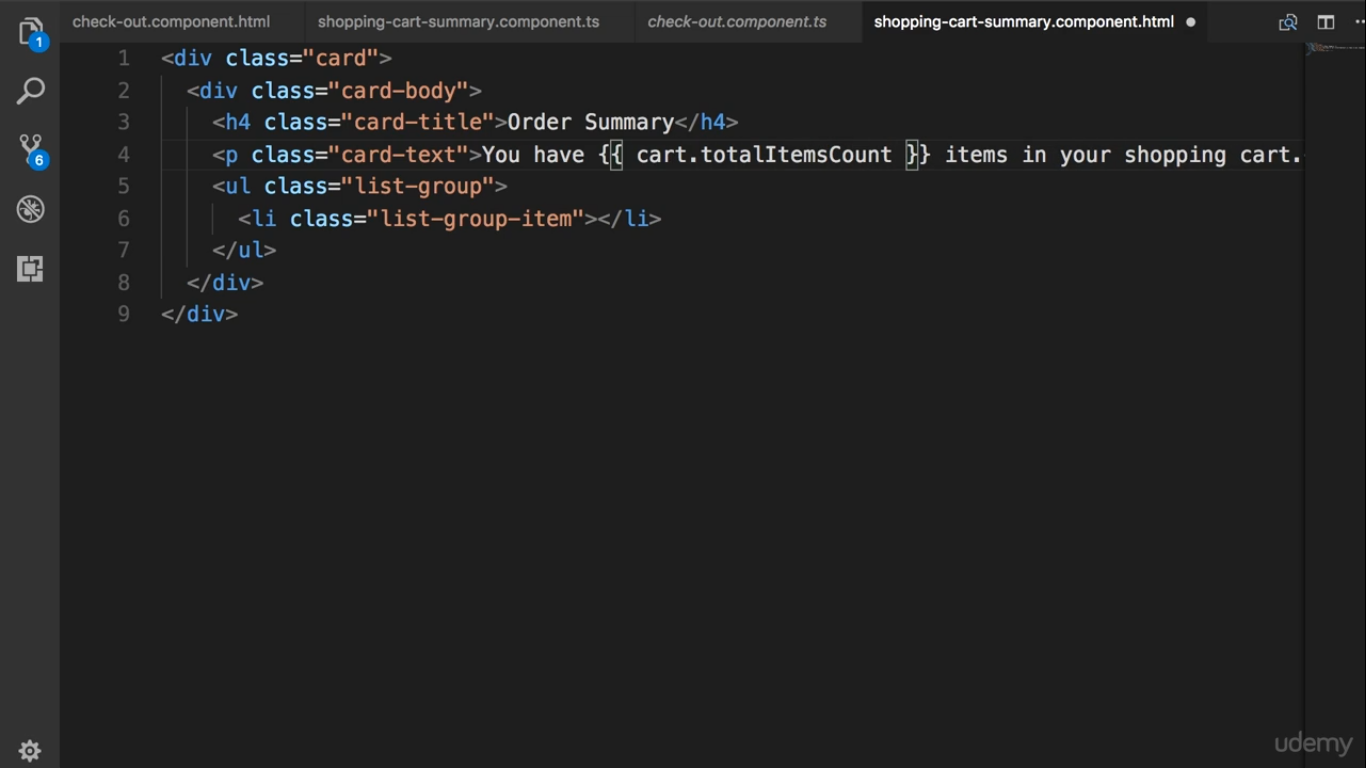 check-out.component.html shopping-cart-summary.component.ts check-out.component.ts shopping-cart-summary.component.html
1
1 <div class="card">
2 <div class="card-body">
3 <h4 class="card-title">Order Summary</h4>
4 <p class="card-text">You have {{ cart.totalItemsCount }} items in your shopping cart.
5 <ul class="list-group">
6 <li class="list-group-item"></li>
6
7 </ul>
8 </div>
9 </div>
udemy